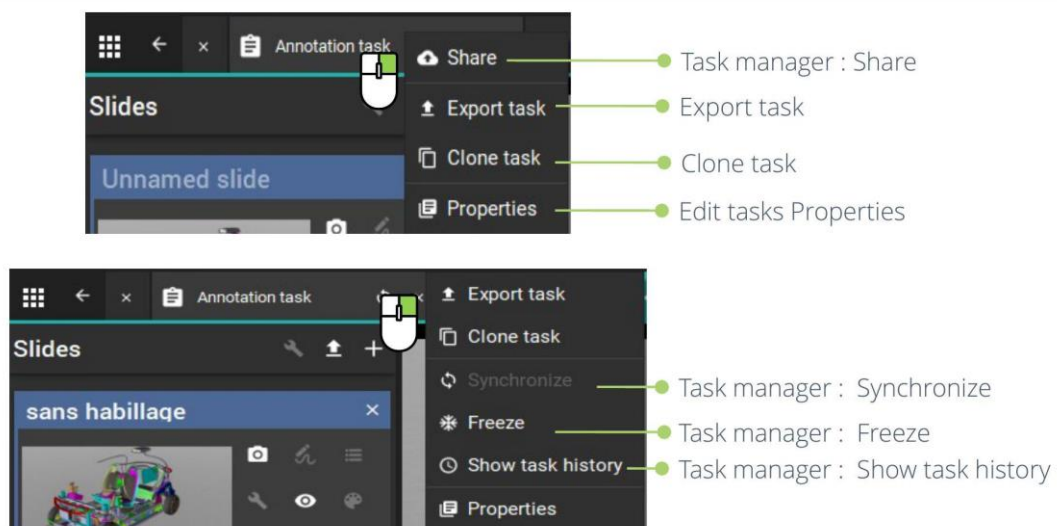 Annotation task
Share
Task manager : Share
Slides
Export task
Export task
Clone task
Clone task
Unnamed slide
Properties
Edit tasks Properties
Annotation task
Export task
Clone task
Slides
Synchronize
Task manager : Synchronize
sans habillage
Freeze
Task manager : Freeze
Show task history
Task manager : Show task history
Properties